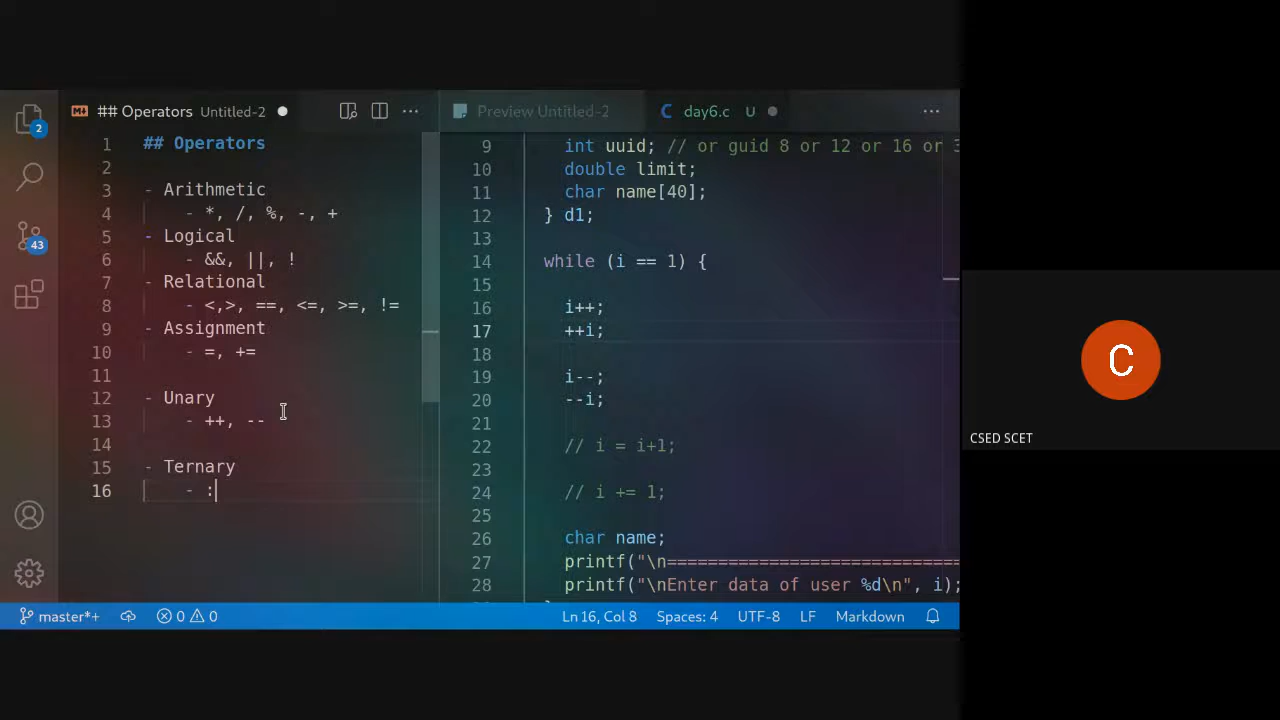 ## Operators Untitled-2
Preview Untitled-2
C day6.c U
2
43
1 ## Operators
2
3 - Arithmetic
4 - *, /, %, -, +
5 - Logical
6 - &&, ||, !
7 - Relational
8 - <,>, ==, <=, >=, !=
9 - Assignment
10 - =, +=
11
12 - Unary
13 - ++, --
14
15 - Ternary
16 - :
9 int uuid; // or guid 8 or 12 or 16 or 3
10 double limit;
11 char name[40];
12 } d1;
13
14 while (i == 1) {
15
16 i++;
17 ++i;
18
19 i--;
20 --i;
21
22 // i = i+1;
23
24 // i += 1;
25
26 char name;
27 printf("\n=============================
28 printf("\nEnter data of user %d\n", i);
master*+ 0 0 Ln 16, Col 8 Spaces: 4 UTF-8 LF Markdown
C
CSED SCET